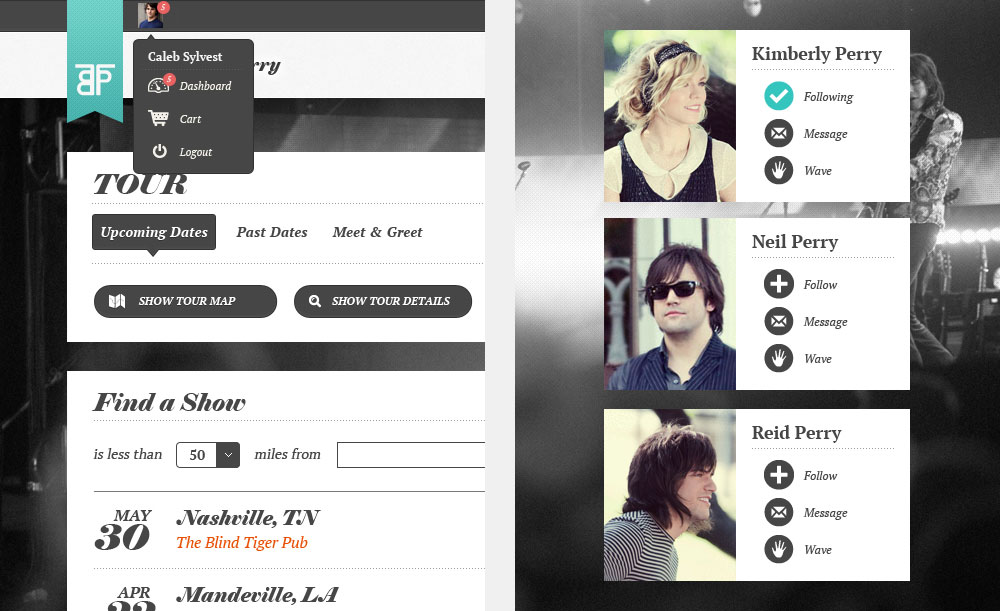 5
Caleb Sylvest
rry
5
Dashboard
Cart
Logout
BP
TOUR
Upcoming Dates Past Dates Meet & Greet
SHOW TOUR MAP SHOW TOUR DETAILS
Find a Show
is less than 50 miles from
MAY
30
Nashville, TN
The Blind Tiger Pub
APR
Mandeville, LA
Kimberly Perry
Following
Message
Wave
Neil Perry
Follow
Message
Wave
Reid Perry
Follow
Message
Wave